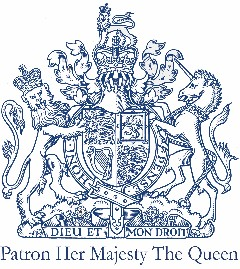 DIEU ET MON DROIT
Patron Her Majesty The Queen